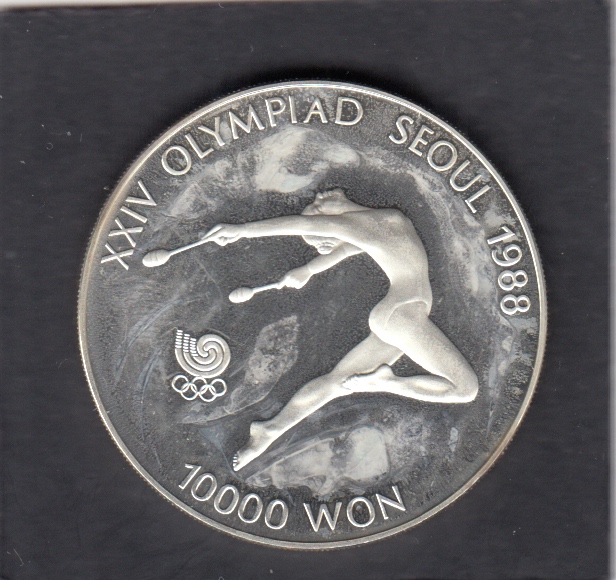 XXIV OLYMPIAD SEOUL 1988
10000 WON